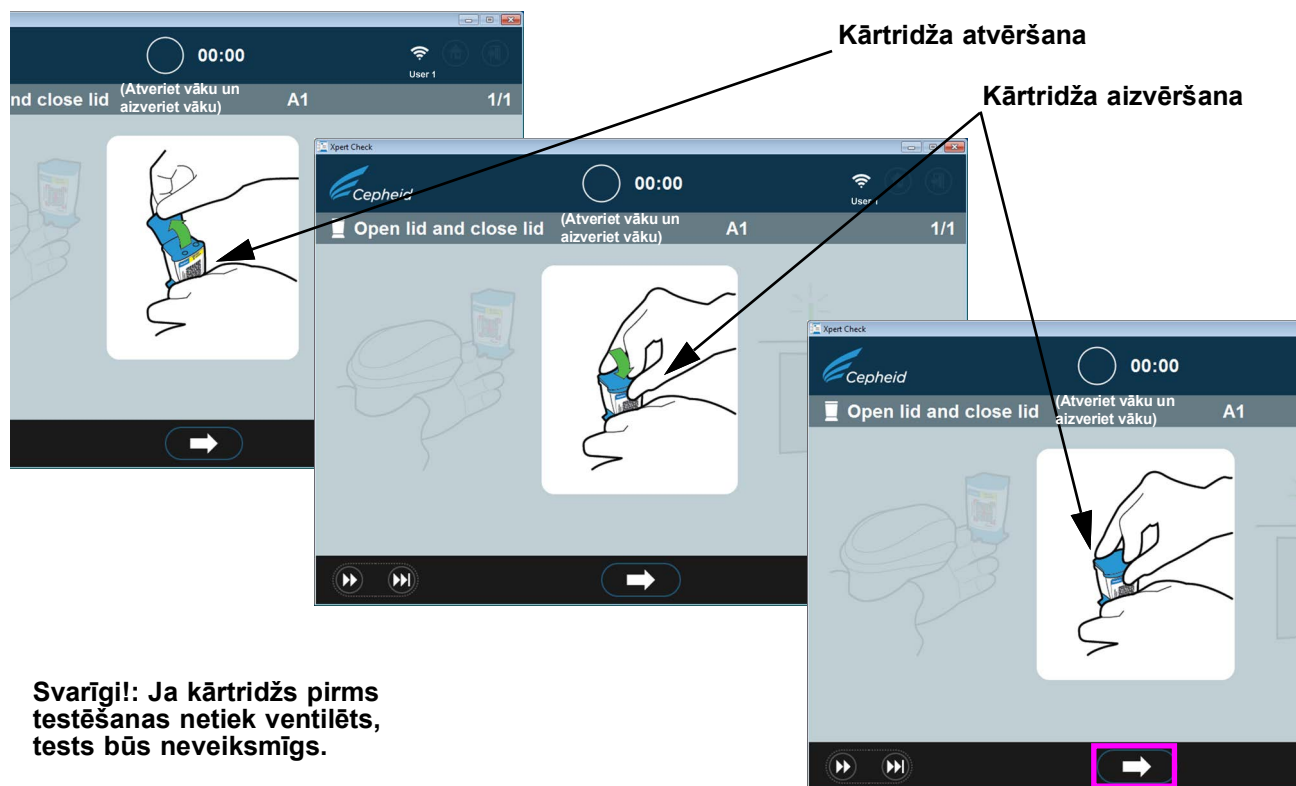 Kārtridža atvēršana
Kārtridža aizvēršana
00:00
User 1
nd close lid
(Atveriet vāku un
aizveriet vāku)
A1
1/1
Xpert Check
Cepheid
00:00
User 1
Open lid and close lid
(Atveriet vāku un
aizveriet vāku)
A1
1/1
Xpert Check
Cepheid
00:00
Open lid and close lid
(Atveriet vāku un
aizveriet vāku)
A1
Svarīgi!: Ja kārtridžs pirms
testēšanas netiek ventilēts,
tests būs neveiksmīgs.